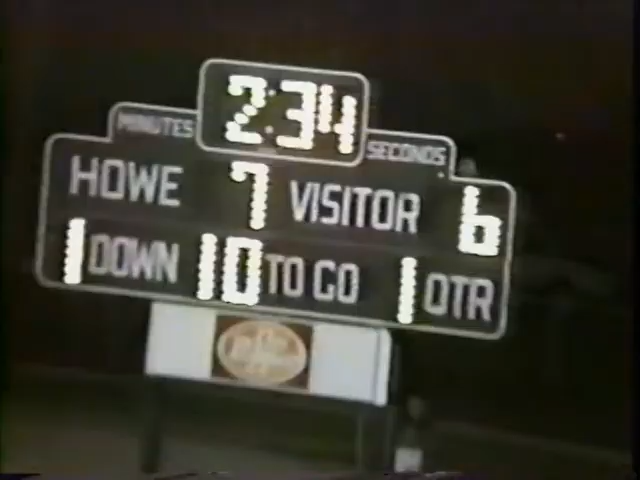 2:34
MINUTES SECONDS
HOWE 7 VISITOR 6
1 DOWN 10 TO GO 1 QTR